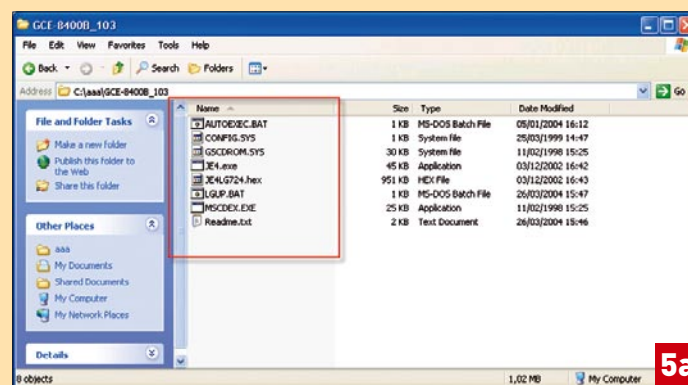 GCE-8400B_103
File Edit View Favorites Tools Help
Back Search Folders
Address C:\aaa\GCE-8400B_103 Go
Name Size Type Date Modified
File and Folder Tasks
Make a new folder
Publish this folder to
the Web
Share this folder
Other Places
aaa
My Documents
Shared Documents
My Computer
My Network Places
Details
AUTOEXEC.BAT 1 KB MS-DOS Batch File 05/01/2004 16:12
CONFIG.SYS 1 KB System file 25/03/1999 14:47
GSCDROM.SYS 30 KB System file 11/02/1998 15:25
JE4.exe 45 KB Application 03/12/2002 16:42
JE4LG724.hex 951 KB HEX File 03/12/2002 16:43
LGUP.BAT 1 KB MS-DOS Batch File 26/03/2004 15:47
MSCDEX.EXE 25 KB Application 11/02/1998 15:25
Readme.txt 2 KB Text Document 26/03/2004 15:46
8 objects 1,02 MB My Computer
5a